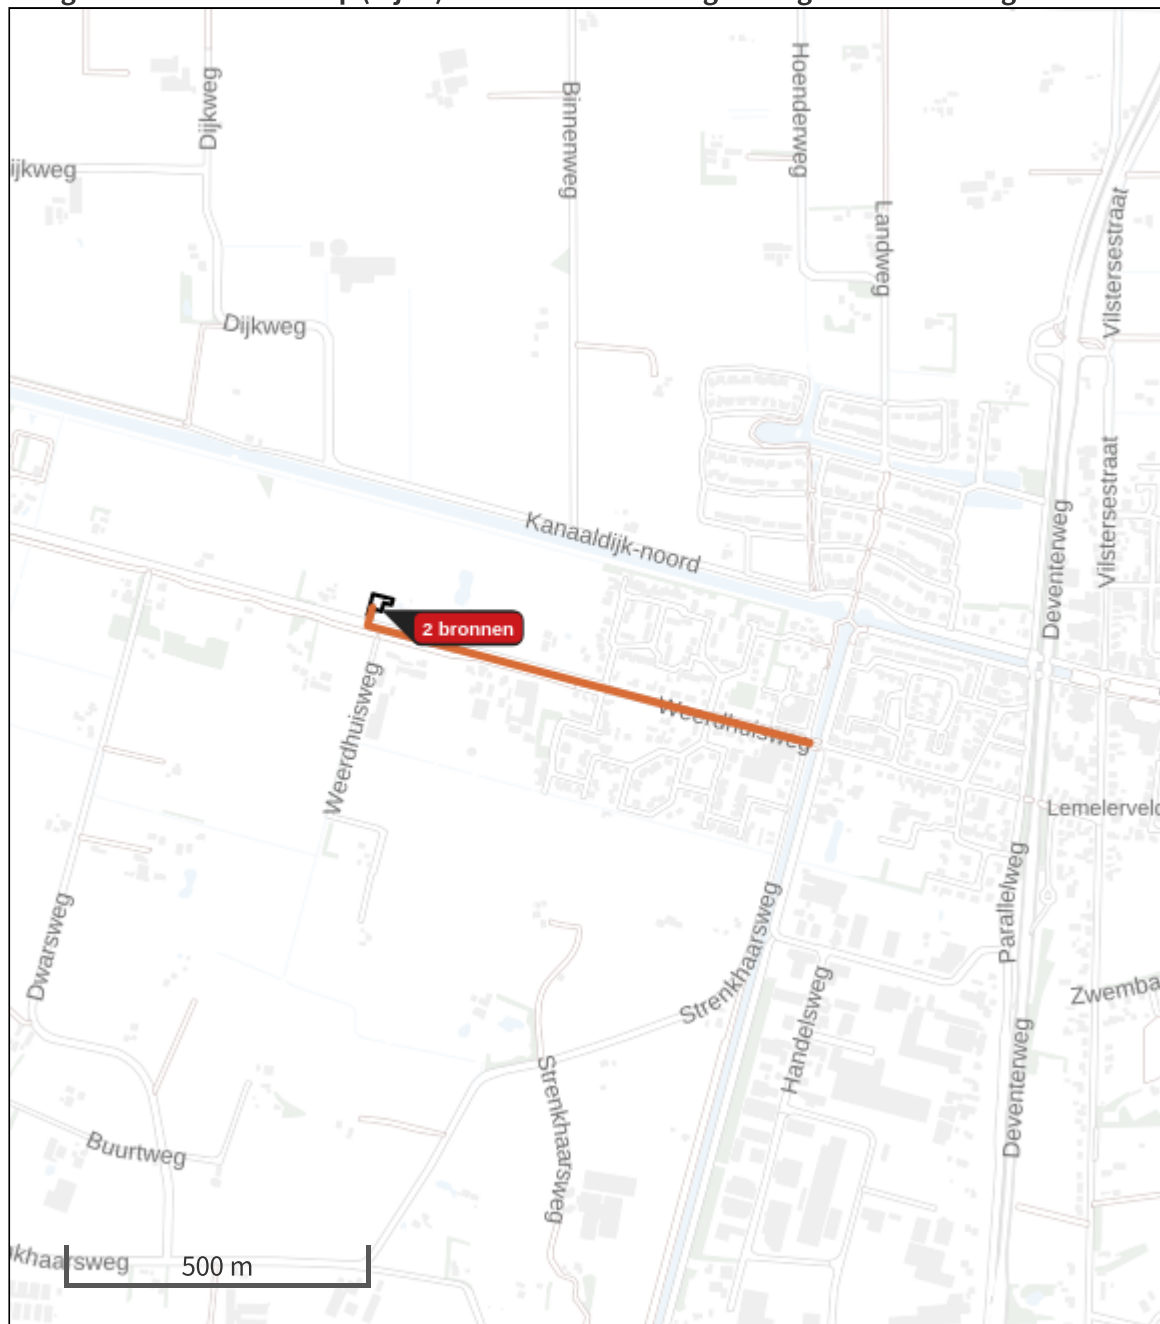 Dijkweg
Binnenweg
Hoenderweg
ijkweg
Landweg
Vilstersestraat
Dijkweg
Vilstersestraat
Kanaaldijk-noord
Deventerweg
2 bronnen
Weerdhuisweg
Weerdhuisweg
Lemelerveld
Parallelweg
Dwarsweg
Strenkhaarsweg
Handelsweg
Zwemba
Strenkhaarsweg
Deventerweg
Buurtweg
nkhaarsweg
500 m